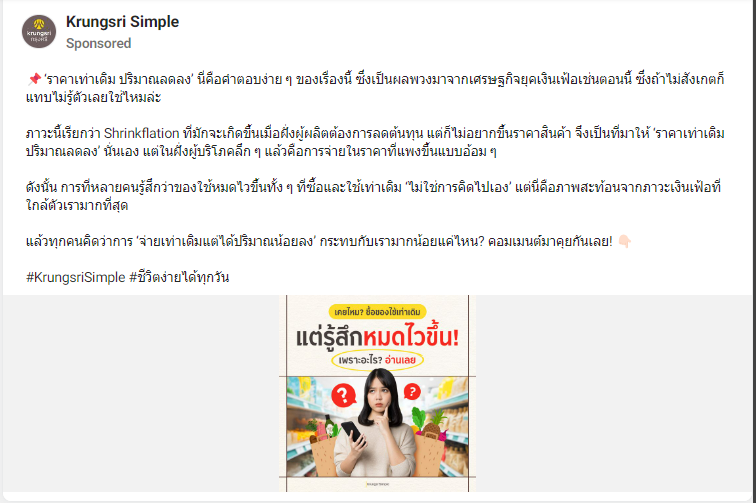 krungsri
กรุงศรี
Krungsri Simple
Sponsored
📌'ราคาเท่าเดิม ปริมาณลดลง' นี่คือคำตอบง่าย ๆ ของเรื่องนี้ ซึ่งเป็นผลพวงมาจากเศรษฐกิจยุคเงินเฟ้อเช่นตอนนี้ ซึ่งถ้าไม่สังเกตก็
แทบไม่รู้ตัวเลยใช่ไหมล่ะ
ภาวะนี้เรียกว่า Shrinkflation ที่มักจะเกิดขึ้นเมื่อฝั่งผู้ผลิตต้องการลดต้นทุน แต่ก็ไม่อยากขึ้นราคาสินค้า จึงเป็นที่มาให้ 'ราคาเท่าเดิม
ปริมาณลดลง' นั่นเอง แต่ในฝั่งผู้บริโภคลึก ๆ แล้วคือการจ่ายในราคาที่แพงขึ้นแบบอ้อม ๆ
ดังนั้น การที่หลายคนรู้สึกว่าของใช้หมดไวขึ้นทั้ง ๆ ที่ซื้อและใช้เท่าเดิม 'ไม่ใช่การคิดไปเอง' แต่นี่คือภาพสะท้อนจากภาวะเงินเฟ้อที่
ใกล้ตัวเรามากที่สุด
แล้วทุกคนคิดว่าการ 'จ่ายเท่าเดิมแต่ได้ปริมาณน้อยลง' กระทบกับเรามากน้อยแค่ไหน? คอมเมนต์มาคุยกันเลย! 👇🏻
#KrungsriSimple #ชีวิตง่ายได้ทุกวัน
เคยไหม? ซื้อของใช้เท่าเดิม
แต่รู้สึกหมดไวขึ้น!
เพราะอะไร? อ่านเลย
? ?
Krungsri Simple